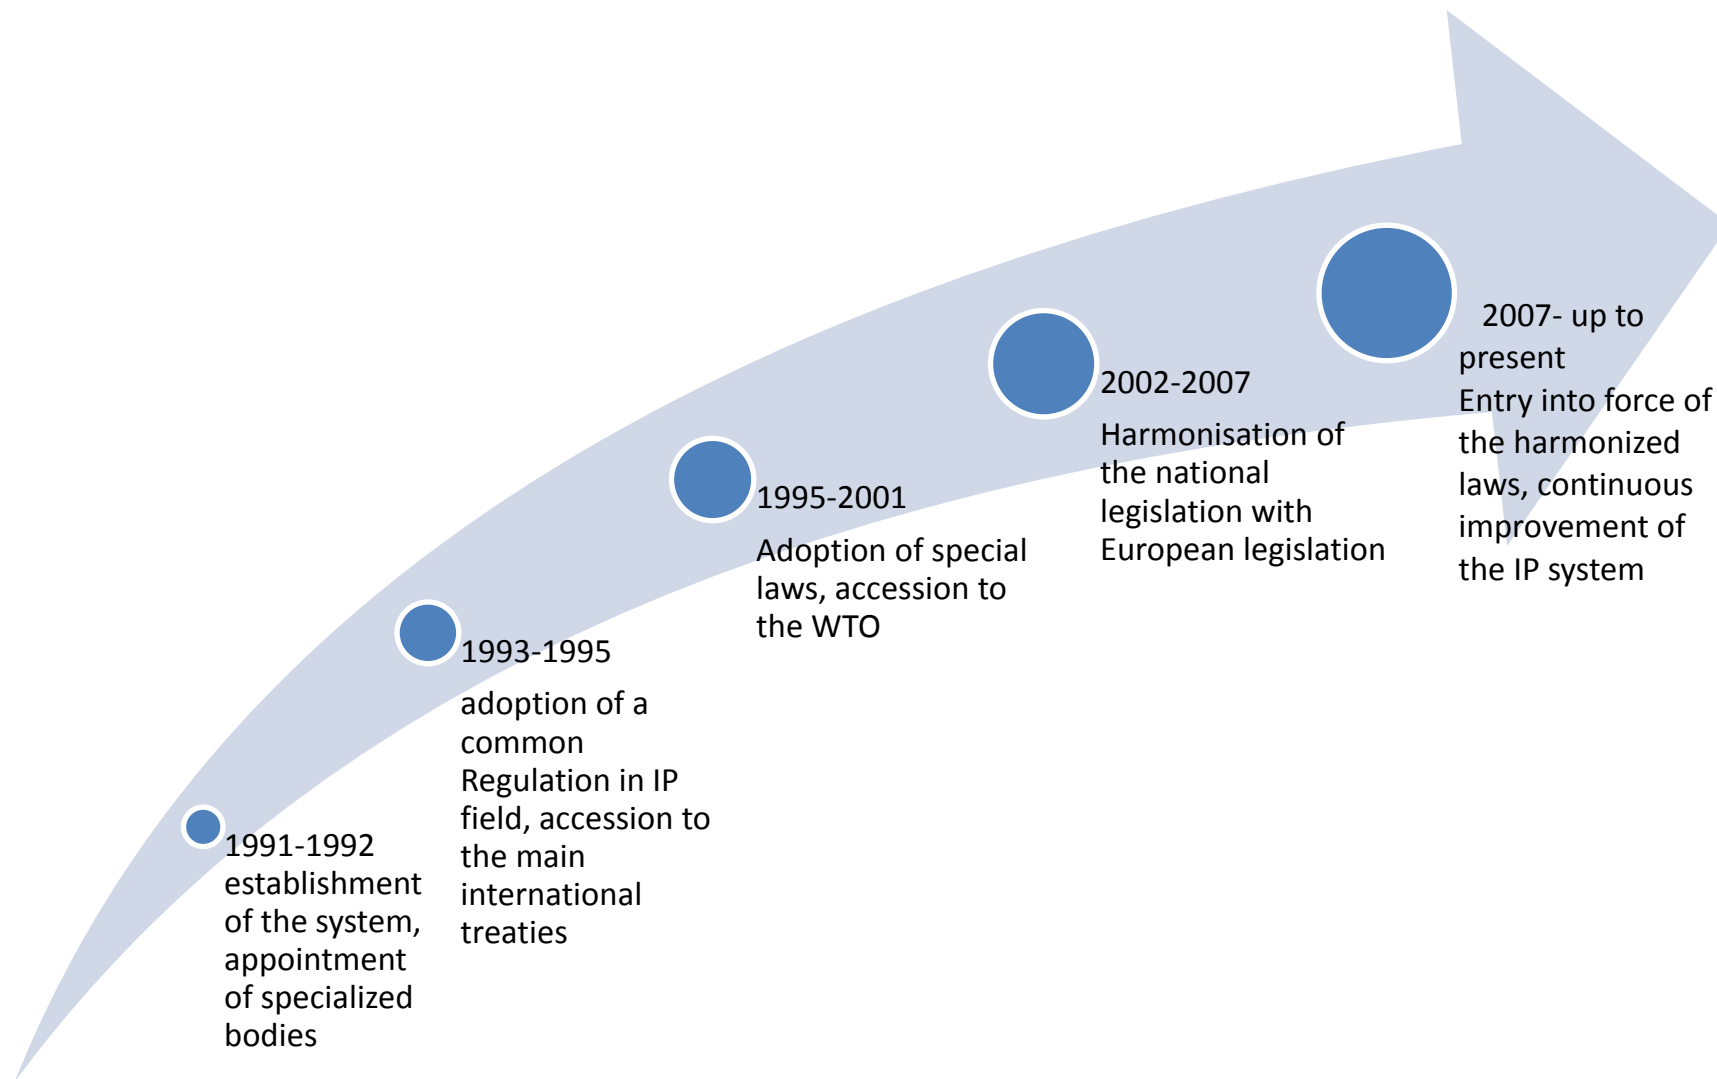 1991-1992
establishment
of the system,
appointment
of specialized
bodies
1993-1995
adoption of a
common
Regulation in IP
field, accession to
the main
international
treaties
1995-2001
Adoption of special
laws, accession to
the WTO
2002-2007
Harmonisation of
the national
legislation with
European legislation
2007- up to
present
Entry into force of
the harmonized
laws, continuous
improvement of
the IP system